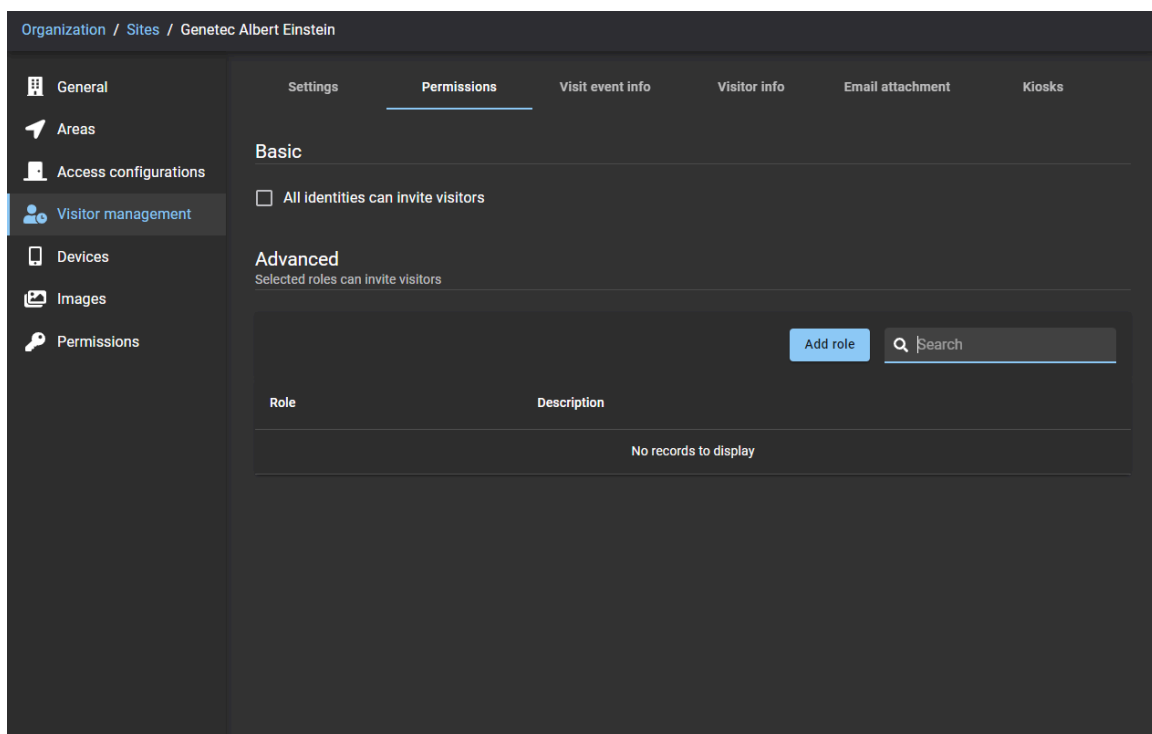 Organization / Sites / Genetec Albert Einstein
General
Areas
Access configurations
Visitor management
Devices
Images
Permissions
Settings Permissions Visit event info Visitor info Email attachment Kiosks
Basic
All identities can invite visitors
Advanced
Selected roles can invite visitors
Add role Search
Role Description
No records to display